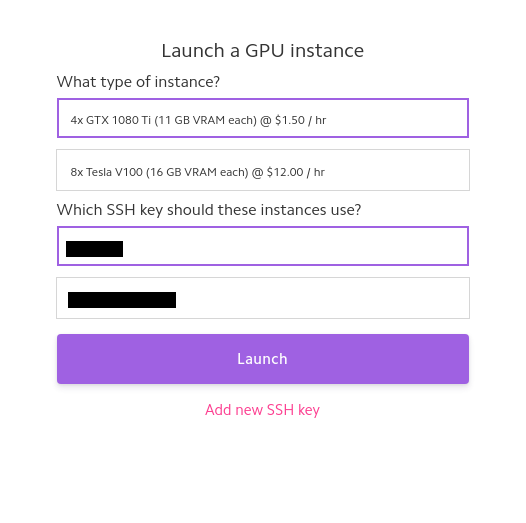 Launch a GPU instance
What type of instance?
4x GTX 1080 Ti (11 GB VRAM each) @ $1.50 / hr
8x Tesla V100 (16 GB VRAM each) @ $12.00 / hr
Which SSH key should these instances use?
Launch
Add new SSH key